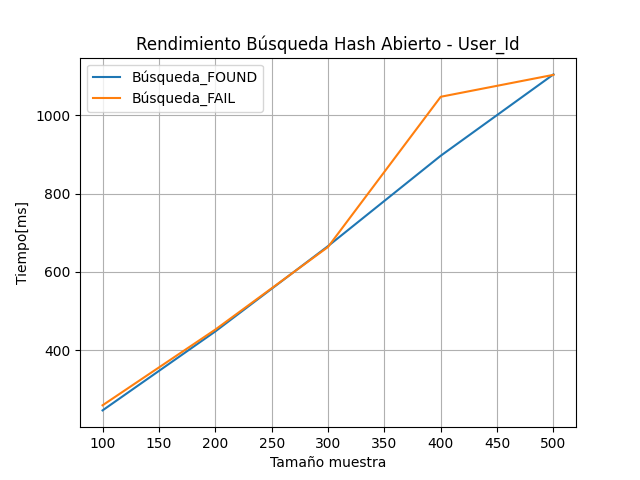 Rendimiento Búsqueda Hash Abierto - User_Id
Búsqueda_FOUND
Búsqueda_FAIL
1000
800
600
400
Tiempo[ms]
100 150 200 250 300 350 400 450 500
Tamaño muestra